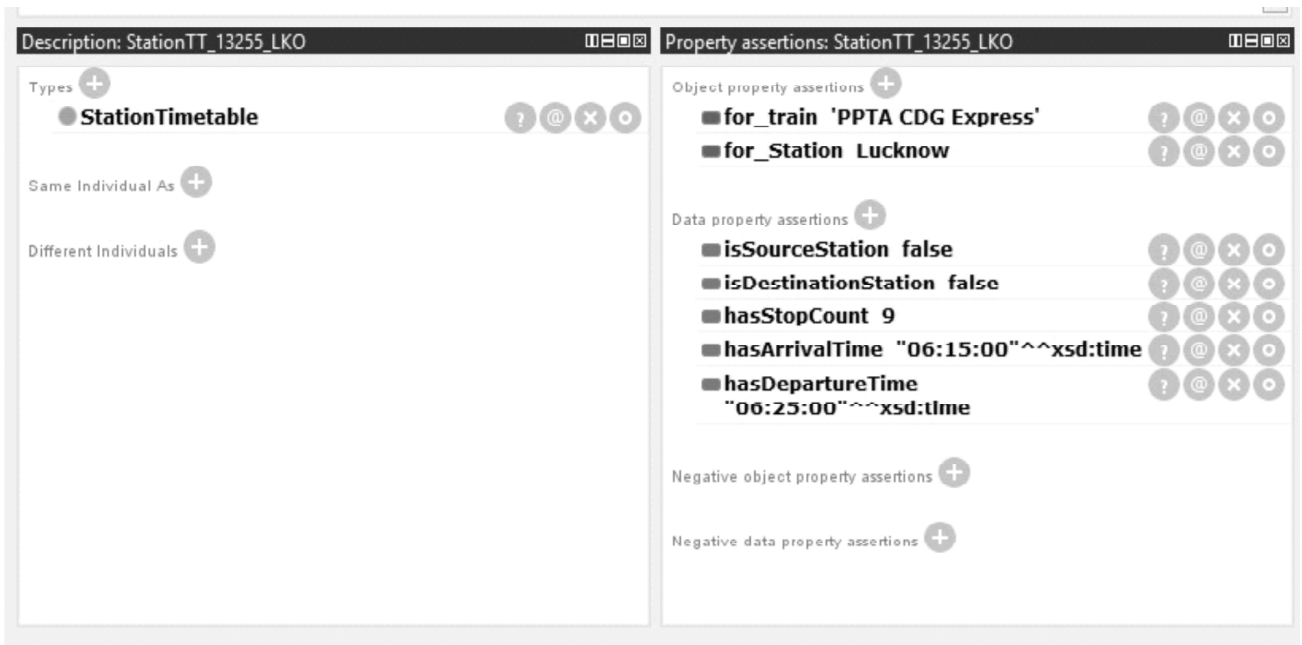 Description: StationTT_13255_LKO
Types
StationTimetable
Same Individual As
Different Individuals
Property assertions: StationTT_13255_LKO
Object property assertions
for_train 'PPTA CDG Express'
for_Station Lucknow
Data property assertions
isSourceStation false
isDestinationStation false
hasStopCount 9
hasArrivalTime "06:15:00"^^xsd:time
hasDepartureTime
"06:25:00"^^xsd:time
Negative object property assertions
Negative data property assertions